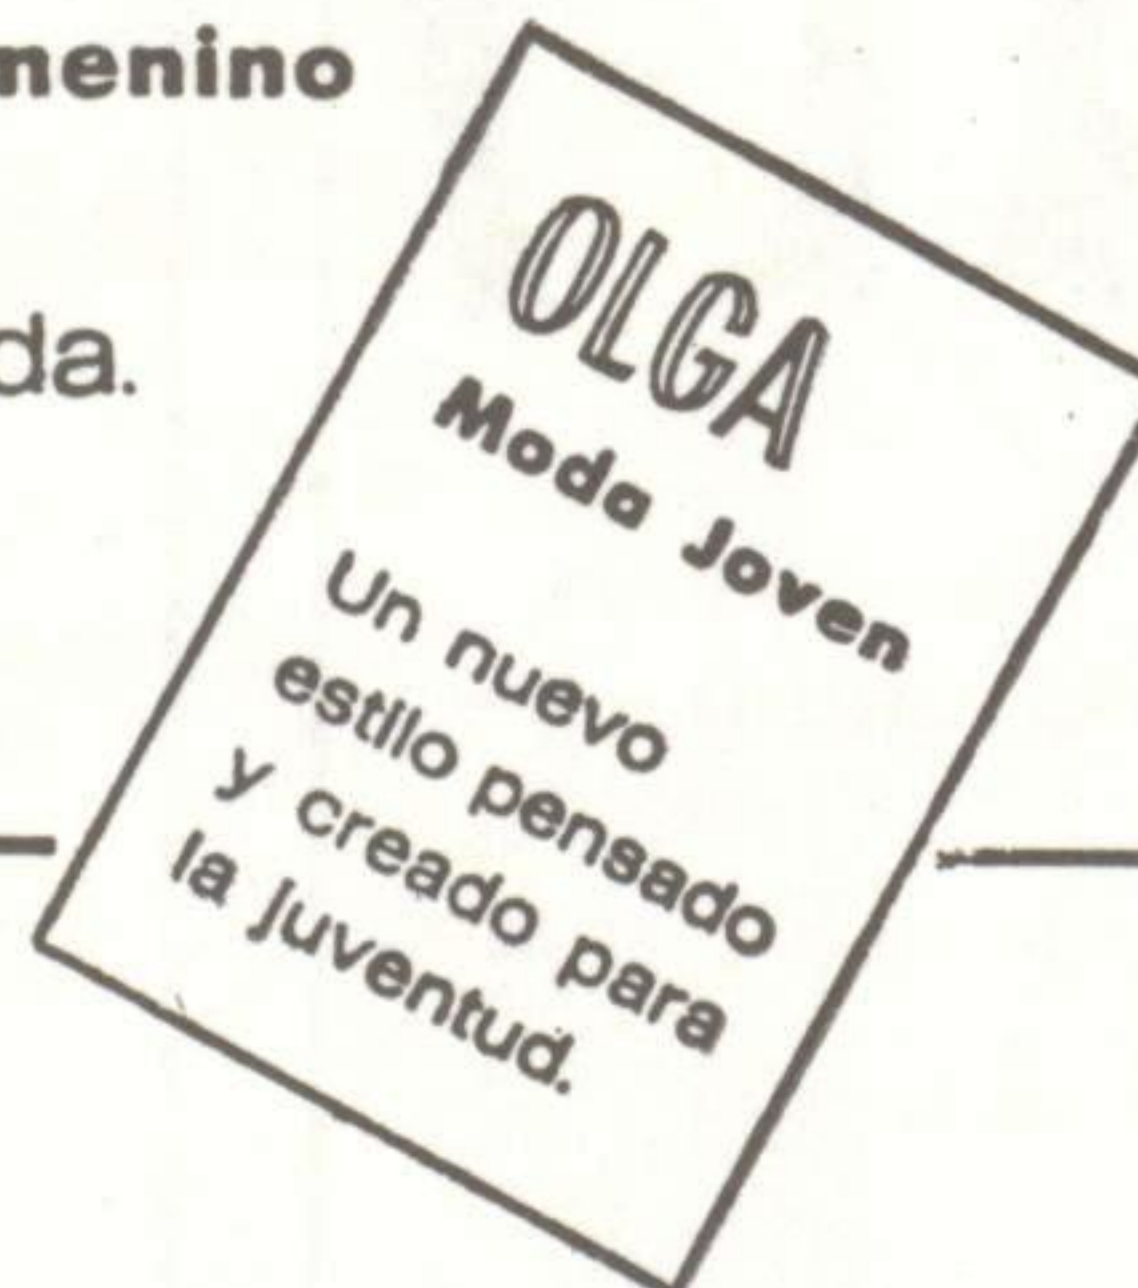 menino
da.
OLGA
Moda Joven
Un nuevo
estilo pensado
y creado para
la juventud.